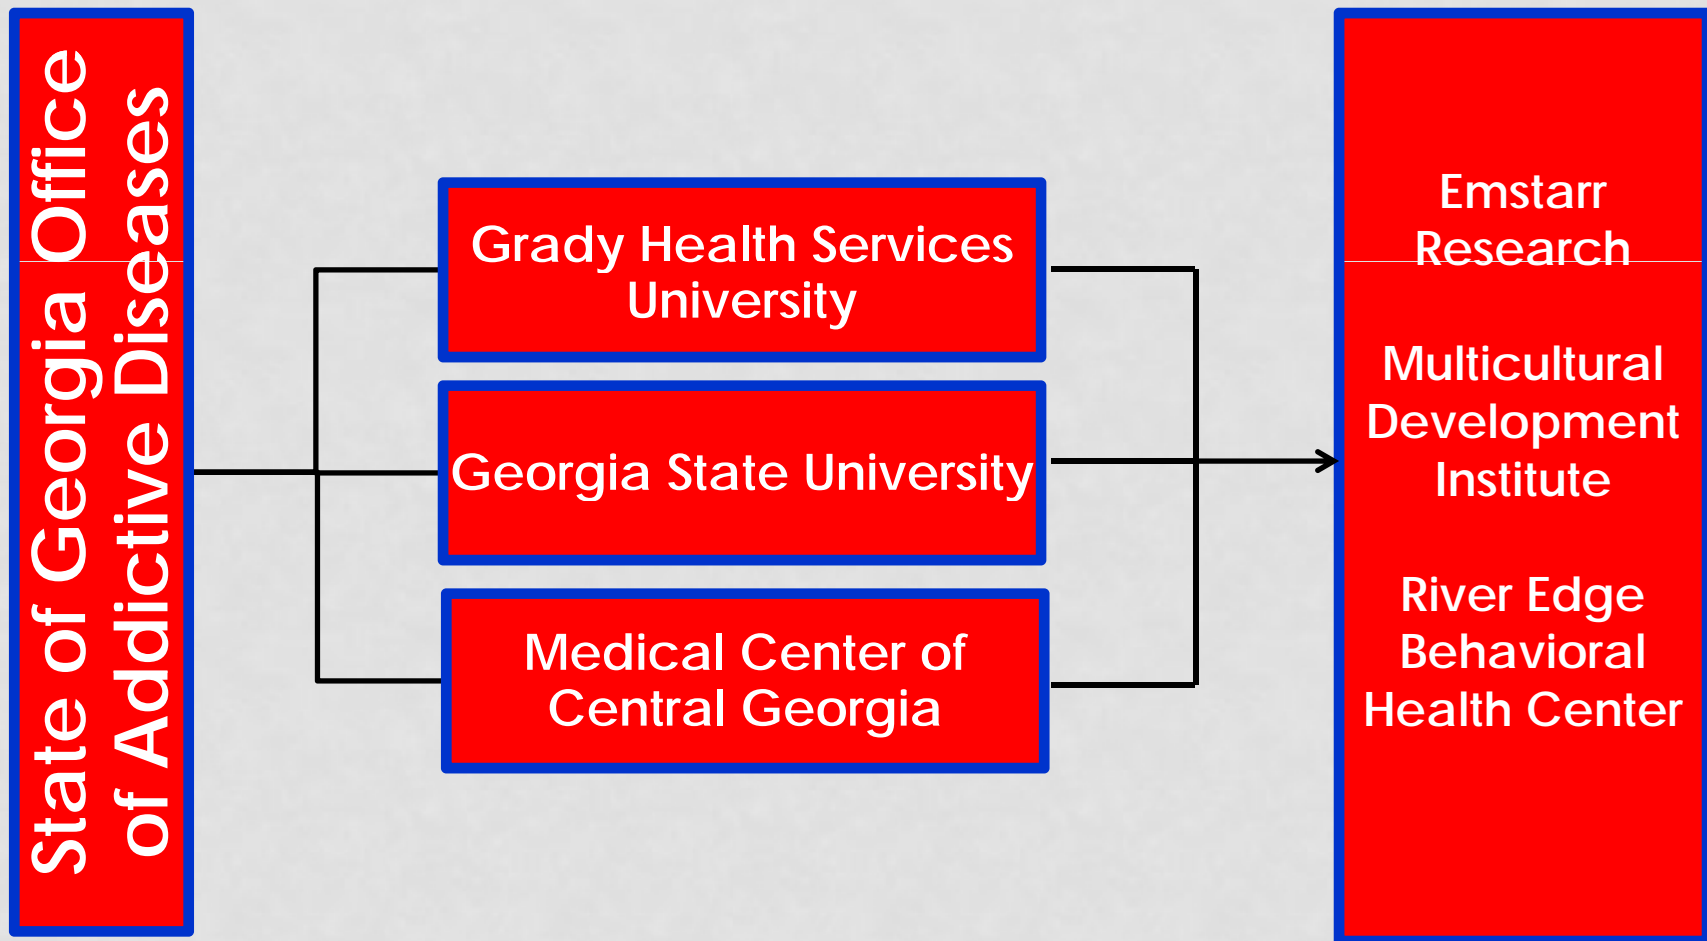 State of Georgia Office
of Addictive Diseases
Grady Health Services
University
Georgia State University
Medical Center of
Central Georgia
Emstarr
Research
Multicultural
Development
Institute
River Edge
Behavioral
Health Center